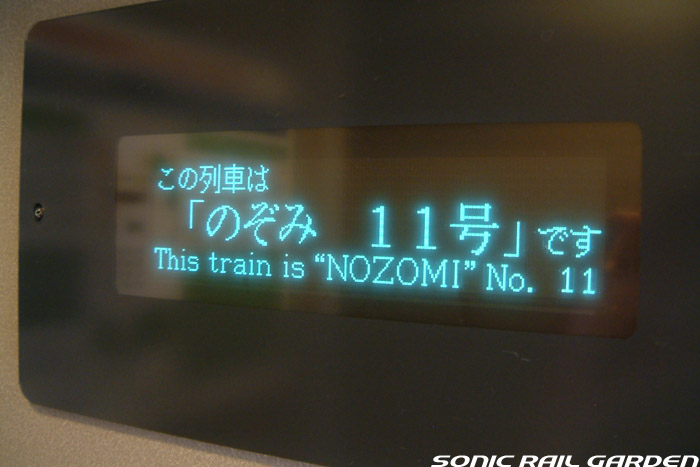 この列車は
「のぞみ　１１号」です
This train is “NOZOMI” No. 11
SONIC RAIL GARDEN